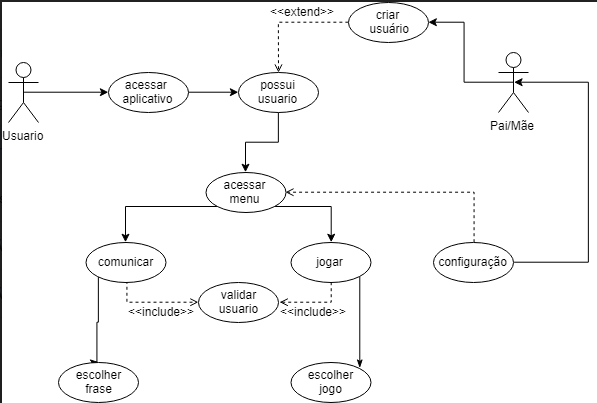 <<extend>>
criar
usuário
acessar
aplicativo
possui
usuario
Usuario
Pai/Mãe
acessar
menu
comunicar
jogar
configuração
validar
usuario
<<include>>
<<include>>
escolher
frase
escolher
jogo